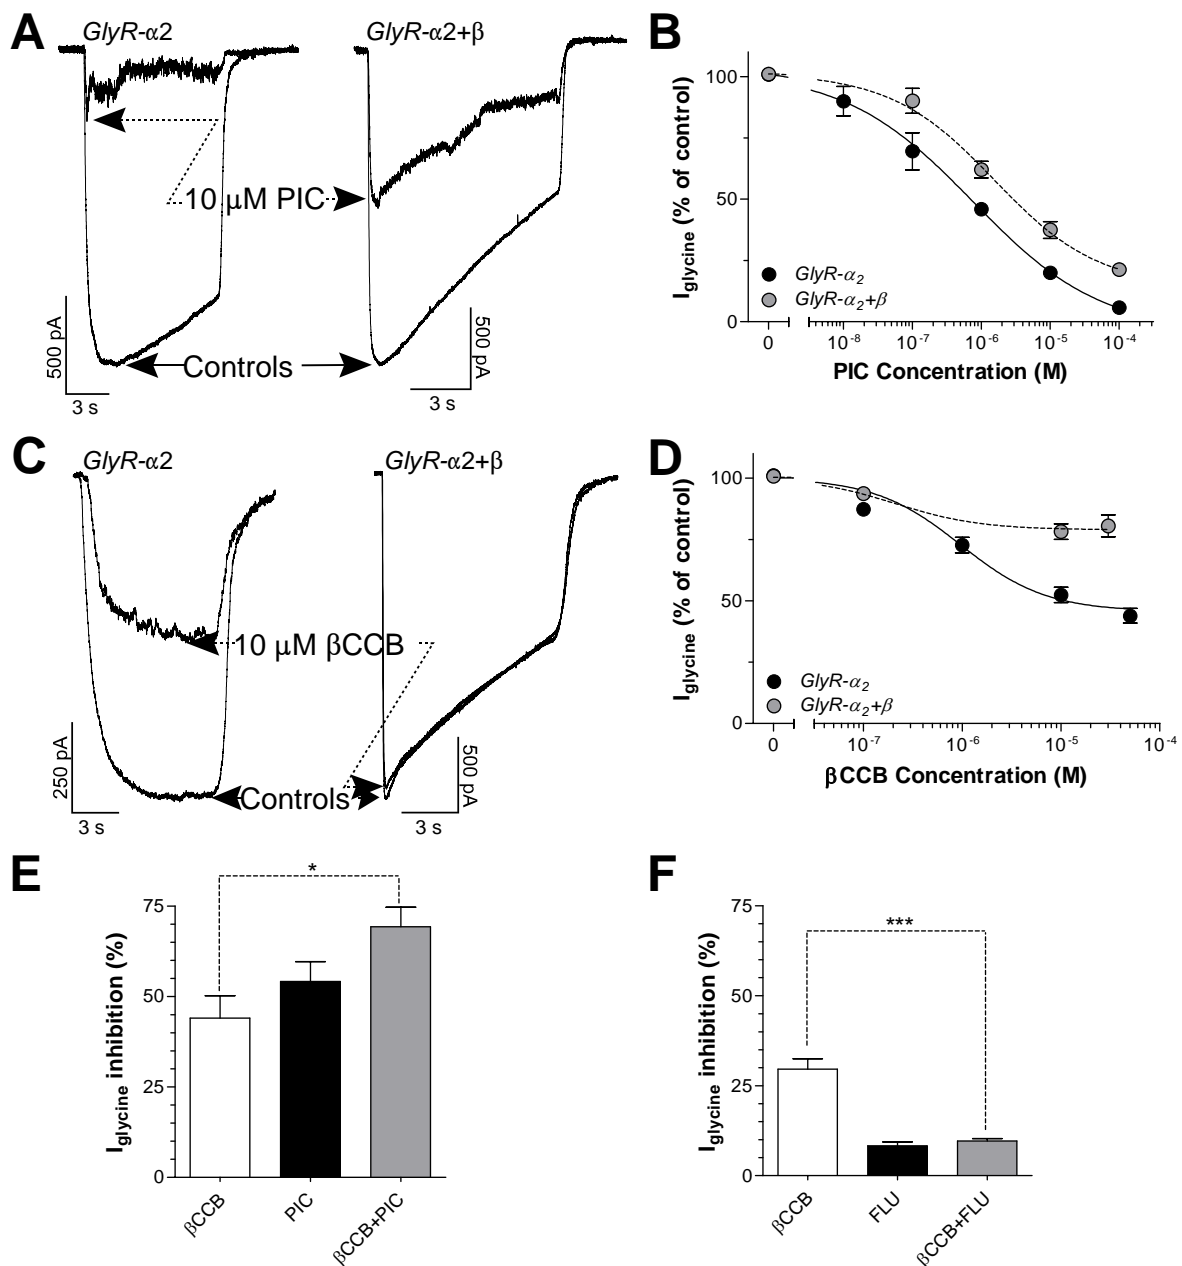 A
GlyR-α2
GlyR-α2+β
10 μM PIC
Controls
500 pA
3 s
500 pA
3 s
B
Iglycine (% of control)
100
50
0
GlyR-α2
GlyR-α2+β
0 10-8 10-7 10-6 10-5 10-4
PIC Concentration (M)
C
GlyR-α2
GlyR-α2+β
10 μM βCCB
Controls
250 pA
3 s
500 pA
3 s
D
Iglycine (% of control)
100
50
0
GlyR-α2
GlyR-α2+β
0 10-7 10-6 10-5 10-4
βCCB Concentration (M)
E
*
Iglycine inhibition (%)
75
50
25
0
βCCB
PIC
βCCB+PIC
F
***
Iglycine inhibition (%)
75
50
25
0
βCCB
FLU
βCCB+FLU